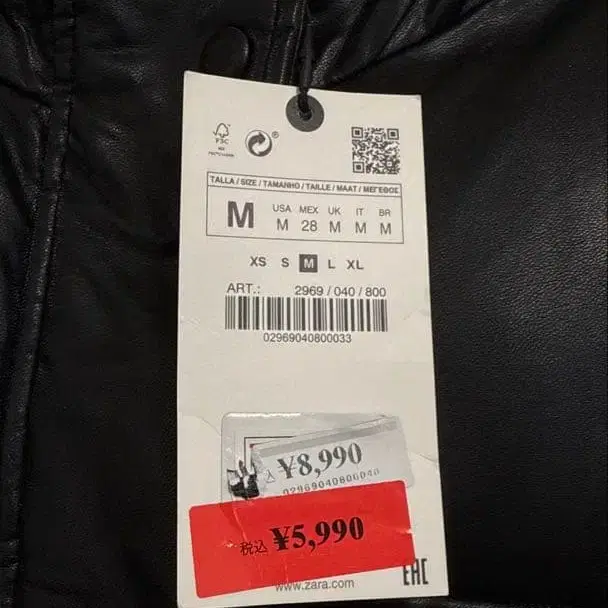 FSC
®
TALLA / SIZE / TAMANHO / TAILLE / MAAT / ΜΕΓΕΘΟΣ
M
USA MEX UK IT BR
M 28 M M M
XS S M L XL
ART.: 2969 / 040 / 800
02969040800033
¥8,990
税込 ¥5,990
www.zara.com
EAC